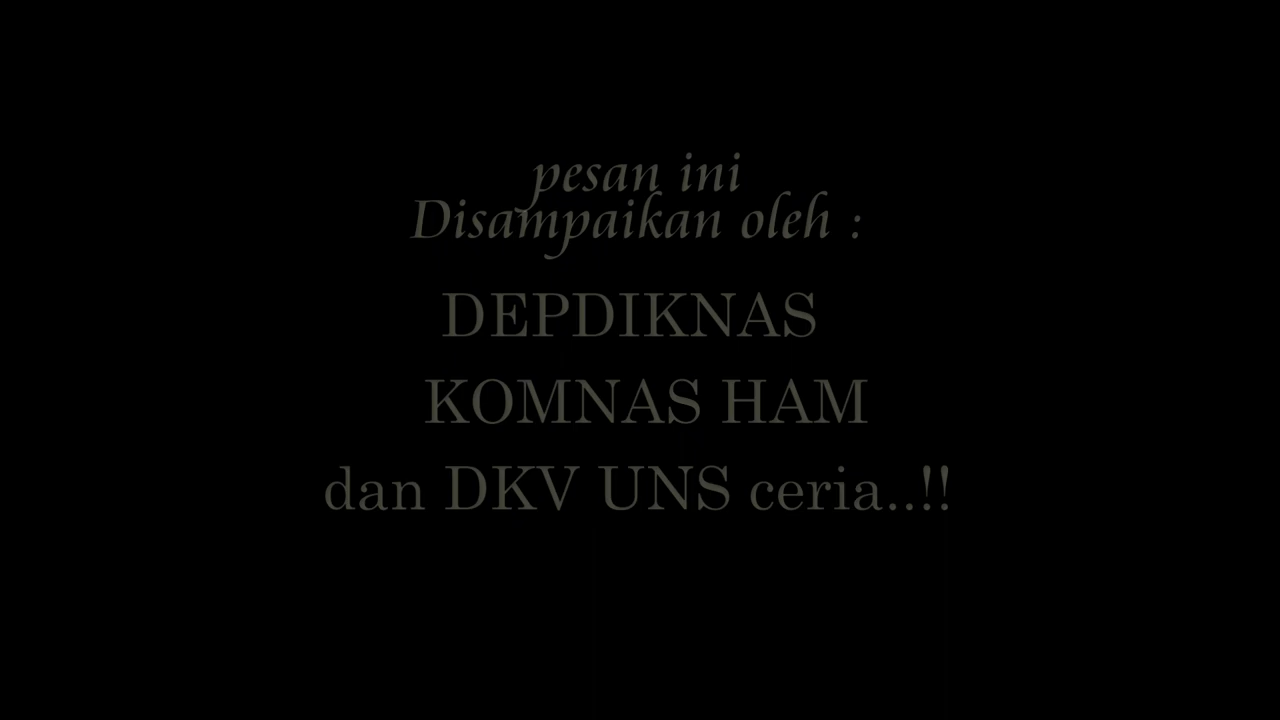 pesan ini
Disampaikan oleh :
DEPDIKNAS
KOMNAS HAM
dan DKV UNS ceria..!!